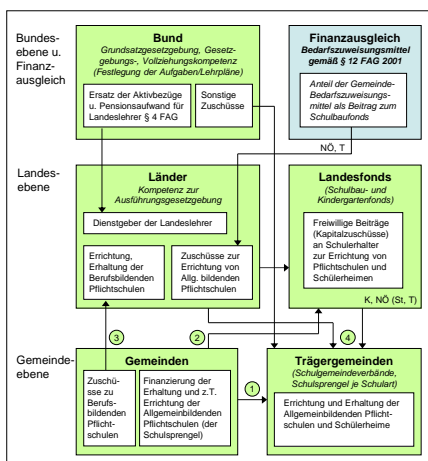 Bundes-
ebene u.
Finanz-
ausgleich
Bund
Grundsatzgesetzgebung, Gesetz-
gebungs-, Vollziehungskompetenz
(Festlegung der Aufgaben/Lehrpläne)
Ersatz der Aktivbezüge
u. Pensionsaufwand für
Landeslehrer § 4 FAG
Sonstige
Zuschüsse
Finanzausgleich
Bedarfszuweisungsmittel
gemäß § 12 FAG 2001
Anteil der Gemeinde-
Bedarfszuweisungs-
mittel als Beitrag zum
Schulbaufonds
NÖ, T
Landes-
ebene
Länder
Kompetenz zur
Ausführungsgesetzgebung
Dienstgeber der Landeslehrer
Errichtung,
Erhaltung der
Berufsbildenden
Pflichtschulen
Zuschüsse zur
Errichtung von
Allg. bildenden
Pflichtschulen
Landesfonds
(Schulbau- und
Kindergartenfonds)
Freiwillige Beiträge
(Kapitalzuschüsse)
an Schulerhalter
zur Errichtung von
Pflichtschulen und
Schülerheimen
K, NÖ (St, T)
3
2
4
Gemeinde-
ebene
Gemeinden
Zuschü-
sse zu
Berufs-
bildenden
Pflicht-
schulen
Finanzierung der
Erhaltung und z.T.
Errichtung der
Allgemeinbildenden
Pflichtschulen (der
Schulsprengel)
1
Trägergemeinden
(Schulgemeindeverbände,
Schulsprengel je Schulart)
Errichtung und Erhaltung der
Allgemeinbildenden Pflicht-
schulen und Schülerheime